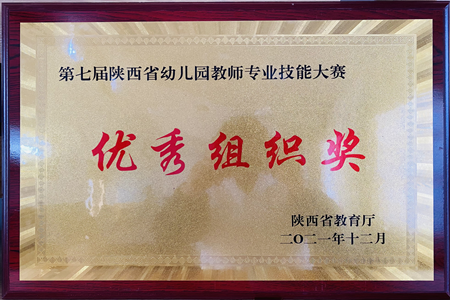 第七届陕西省幼儿园教师专业技能大赛
优秀组织奖
陕西省教育厅
二〇二一年十二月